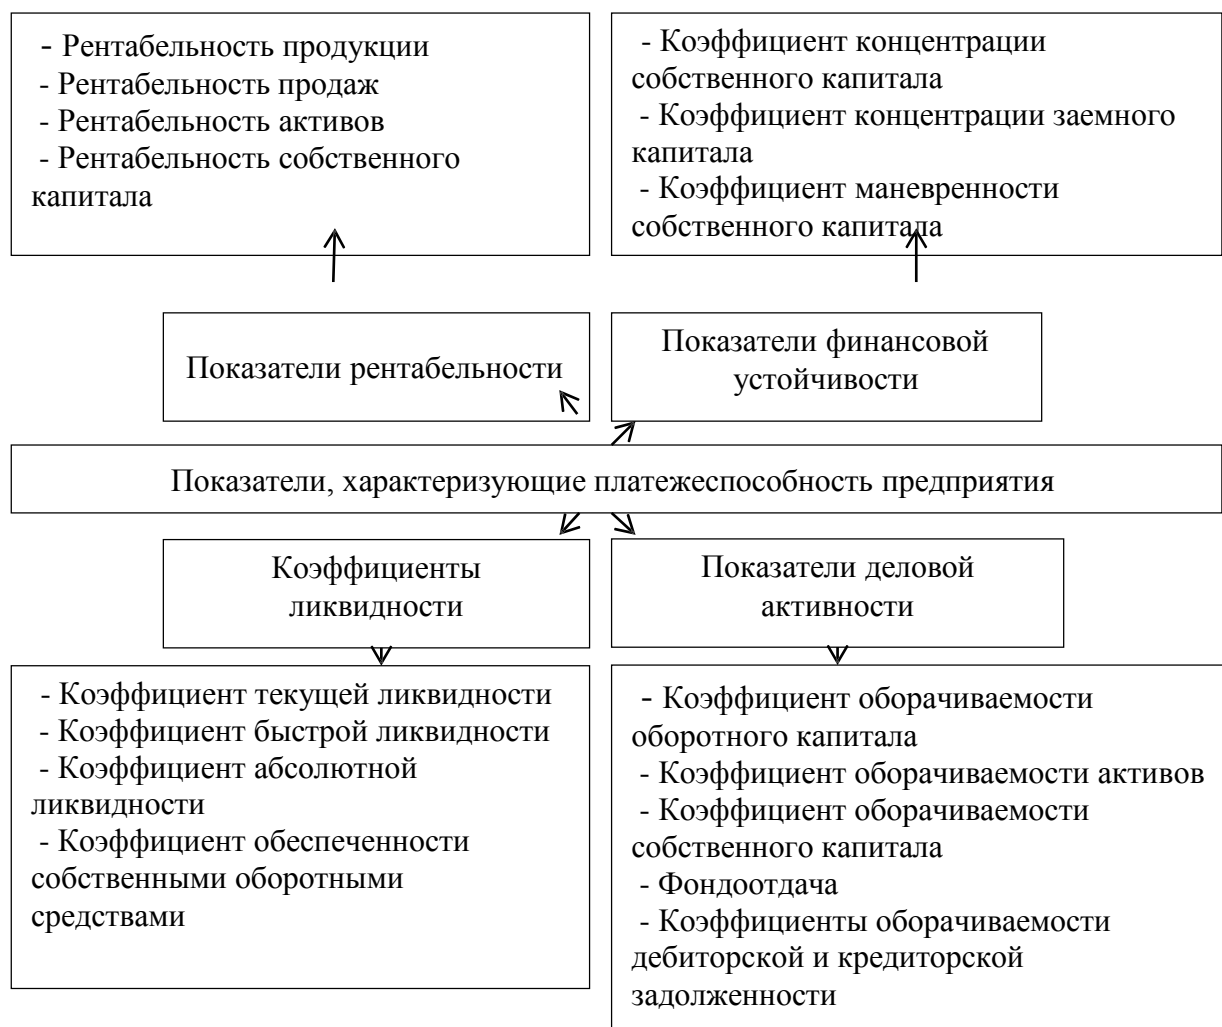 - Рентабельность продукции
- Рентабельность продаж
- Рентабельность активов
- Рентабельность собственного
капитала
- Коэффициент концентрации
собственного капитала
- Коэффициент концентрации заемного
капитала
- Коэффициент маневренности
собственного капитала
Показатели рентабельности
Показатели финансовой
устойчивости
Показатели, характеризующие платежеспособность предприятия
Коэффициенты
ликвидности
Показатели деловой
активности
- Коэффициент текущей ликвидности
- Коэффициент быстрой ликвидности
- Коэффициент абсолютной
ликвидности
- Коэффициент обеспеченности
собственными оборотными
средствами
- Коэффициент оборачиваемости
оборотного капитала
- Коэффициент оборачиваемости активов
- Коэффициент оборачиваемости
собственного капитала
- Фондоотдача
- Коэффициенты оборачиваемости
дебиторской и кредиторской
задолженности